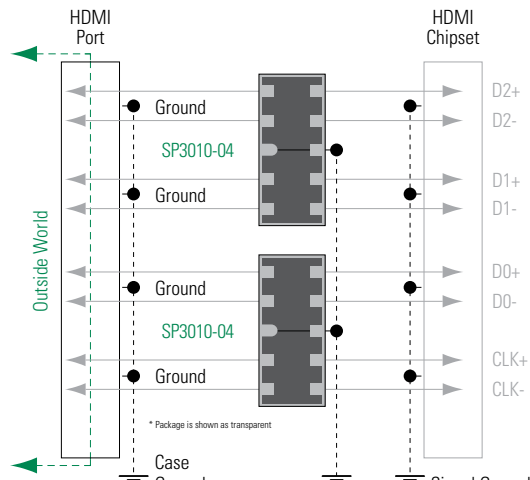 HDMI
Port
HDMI
Chipset
D2+
Ground
D2-
SP3010-04
D1+
Ground
D1-
Outside World
D0+
Ground
D0-
SP3010-04
CLK+
Ground
CLK-
* Package is shown as transparent
Case